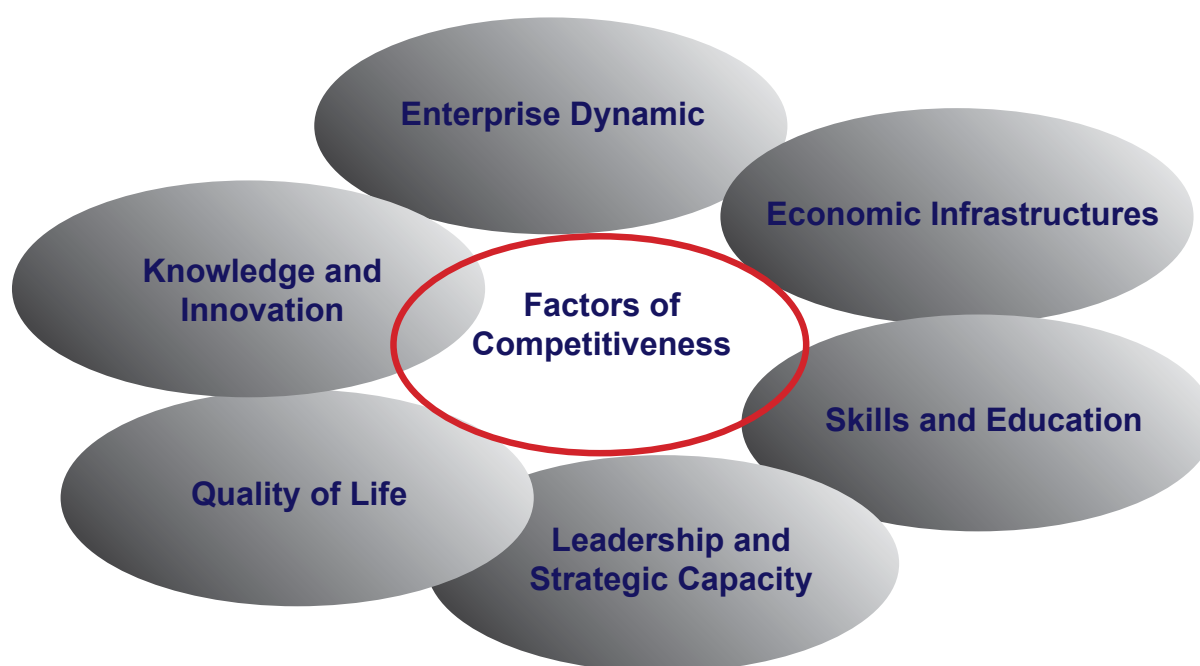 Enterprise Dynamic
Economic Infrastructures
Knowledge and
Innovation
Factors of
Competitiveness
Skills and Education
Quality of Life
Leadership and
Strategic Capacity